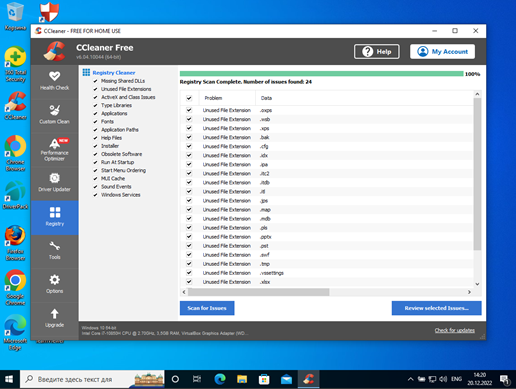 Корзина
CCleaner - FREE FOR HOME USE
CCleaner Free
v6.04.10044 (64-bit)
Help
My Account
360 Total Security
CCleaner
Chrome Browser
DriverPack
Firefox Browser
Google Chrome
Microsoft Edge
Health Check
Custom Clean
NEW
Performance Optimizer
Driver Updater
Registry
Tools
Options
Upgrade
Registry Cleaner
Missing Shared DLLs
Unused File Extensions
ActiveX and Class Issues
Type Libraries
Applications
Fonts
Application Paths
Help Files
Installer
Obsolete Software
Run At Startup
Start Menu Ordering
MUI Cache
Sound Events
Windows Services
100%
Registry Scan Complete. Number of issues found: 24
Problem Data
Unused File Extension .oxps
Unused File Extension
Unused File Extension .xps
Unused File Extension .bak
Unused File Extension .cfg
Unused File Extension .idx
Unused File Extension .ipa
Unused File Extension .itc2
Unused File Extension .itdb
Unused File Extension .itl
Unused File Extension .jps
Unused File Extension .map
Unused File Extension .mdb
Unused File Extension .pls
Unused File Extension .pptx
Unused File Extension .pst
Unused File Extension .swf
Unused File Extension .tmp
Unused File Extension .vssettings
Unused File Extension .xlsx
Scan for Issues
Review selected Issues...
Windows 10 64-bit
Intel Core CPU @ 2.70GHz, 3.5GB RAM, VirtualBox Graphics Adapter (WD...
Check for updates
Введите здесь текст для
ENG
14:20
20.12.2022